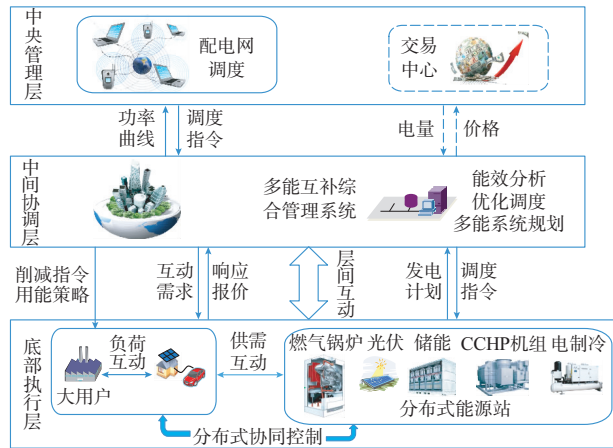 中央管理层
配电网
调度
交易
中心
功率
曲线
调度
指令
电量
价格
中间协调层
多能互补综
合管理系统
能效分析
优化调度
多能系统规划
削减指令
用能策略
互动
需求
响应
报价
层间互动
发电
计划
调度
指令
底部执行层
负荷
互动
大用户
供需
互动
燃气锅炉 光伏 储能 CCHP机组 电制冷
分布式能源站
分布式协同控制